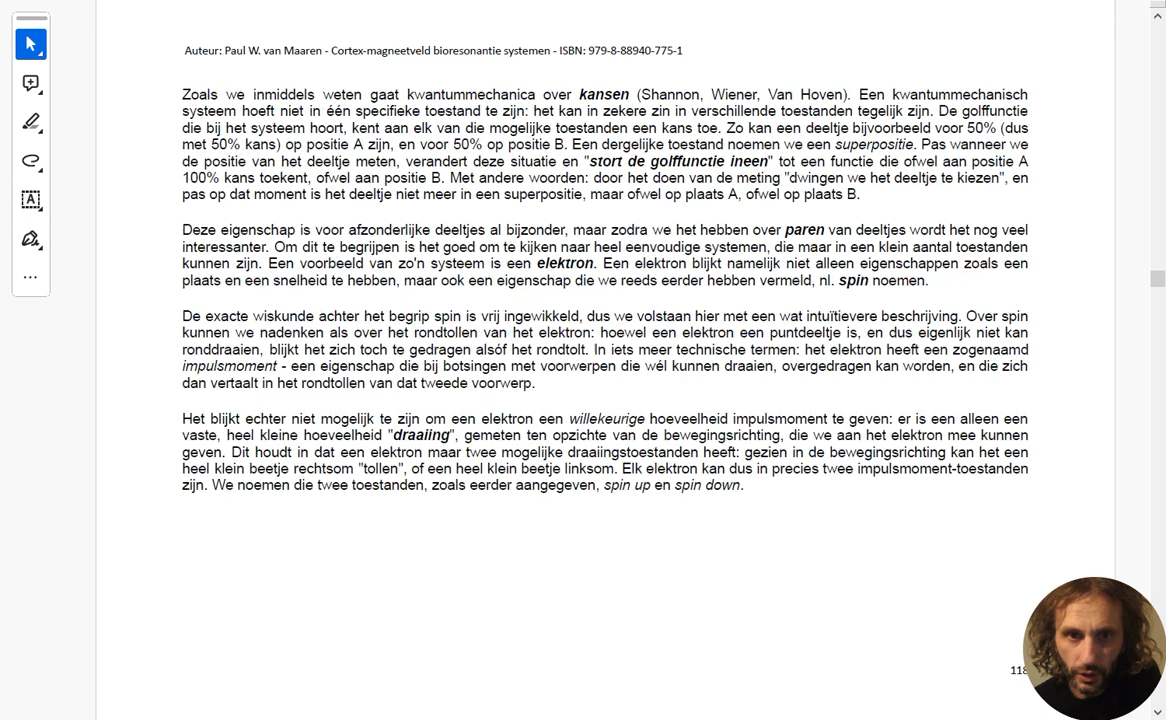 Auteur: Paul W. van Maaren - Cortex-magneetveld bioresonantie systemen - ISBN: 979-8-88940-775-1
Zoals we inmiddels weten gaat kwantummechanica over kansen (Shannon, Wiener, Van Hoven). Een kwantummechanisch
systeem hoeft niet in één specifieke toestand te zijn: het kan in zekere zin in verschillende toestanden tegelijk zijn. De golffunctie
die bij het systeem hoort, kent aan elk van die mogelijke toestanden een kans toe. Zo kan een deeltje bijvoorbeeld voor 50% (dus
met 50% kans) op positie A zijn, en voor 50% op positie B. Een dergelijke toestand noemen we een superpositie. Pas wanneer we
de positie van het deeltje meten, verandert deze situatie en "stort de golffunctie ineen" tot een functie die ofwel aan positie A
100% kans toekent, ofwel aan positie B. Met andere woorden: door het doen van de meting "dwingen we het deeltje te kiezen", en
pas op dat moment is het deeltje niet meer in een superpositie, maar ofwel op plaats A, ofwel op plaats B.
Deze eigenschap is voor afzonderlijke deeltjes al bijzonder, maar zodra we het hebben over paren van deeltjes wordt het nog veel
interessanter. Om dit te begrijpen is het goed om te kijken naar heel eenvoudige systemen, die maar in een klein aantal toestanden
kunnen zijn. Een voorbeeld van zo'n systeem is een elektron. Een elektron blijkt namelijk niet alleen eigenschappen zoals een
plaats en een snelheid te hebben, maar ook een eigenschap die we reeds eerder hebben vermeld, nl. spin noemen.
De exacte wiskunde achter het begrip spin is vrij ingewikkeld, dus we volstaan hier met een wat intuïtievere beschrijving. Over spin
kunnen we nadenken als over het rondtollen van het elektron: hoewel een elektron een puntdeeltje is, en dus eigenlijk niet kan
ronddraaien, blijkt het zich toch te gedragen alsóf het rondtolt. In iets meer technische termen: het elektron heeft een zogenaamd
impulsmoment - een eigenschap die bij botsingen met voorwerpen die wél kunnen draaien, overgedragen kan worden, en die zich
dan vertaalt in het rondtollen van dat tweede voorwerp.
Het blijkt echter niet mogelijk te zijn om een elektron een willekeurige hoeveelheid impulsmoment te geven: er is een alleen een
vaste, heel kleine hoeveelheid "draaiing", gemeten ten opzichte van de bewegingsrichting, die we aan het elektron mee kunnen
geven. Dit houdt in dat een elektron maar twee mogelijke draaiingstoestanden heeft: gezien in de bewegingsrichting kan het een
heel klein beetje rechtsom "tollen", of een heel klein beetje linksom. Elk elektron kan dus in precies twee impulsmoment-toestanden
zijn. We noemen die twee toestanden, zoals eerder aangegeven, spin up en spin down.
118